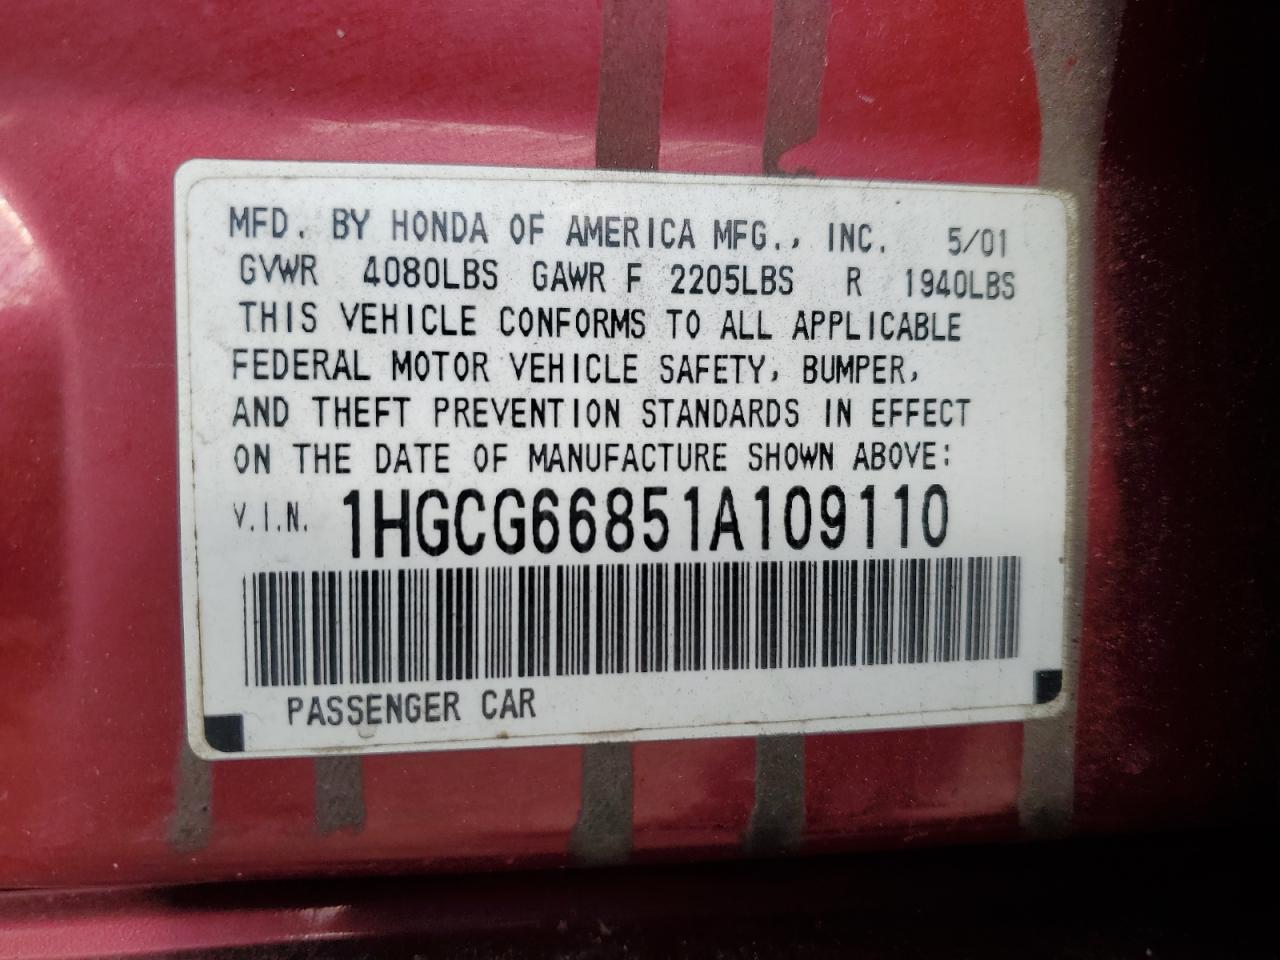 MFD. BY HONDA OF AMERICA MFG., INC. 5/01
GVWR 4080LBS GAWR F 2205LBS R 1940LBS
THIS VEHICLE CONFORMS TO ALL APPLICABLE
FEDERAL MOTOR VEHICLE SAFETY, BUMPER,
AND THEFT PREVENTION STANDARDS IN EFFECT
ON THE DATE OF MANUFACTURE SHOWN ABOVE:
V.I.N. 1HGCG66851A109110
PASSENGER CAR